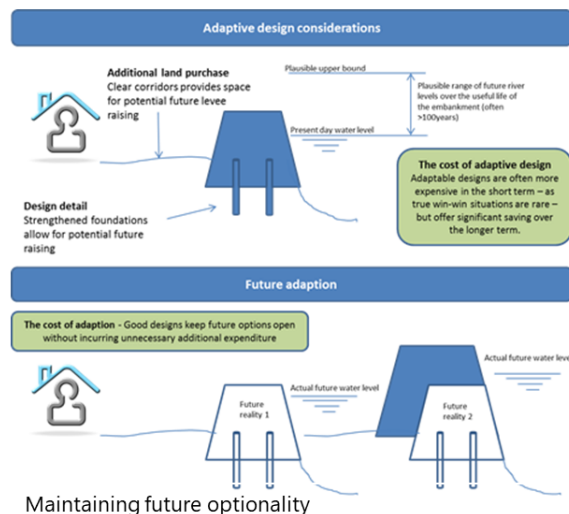 Adaptive design considerations
Additional land purchase
Clear corridors provides space
for potential future levee
raising
Plausible upper bound
Plausible range of future river
levels over the useful life of
the embankment (often
>100years)
Present day water level
The cost of adaptive design
Adaptable designs are often more
expensive in the short term – as
true win-win situations are rare –
but offer significant saving over
the longer term.
Design detail
Strengthened foundations
allow for potential future
raising
Future adaption
The cost of adaption - Good designs keep future options open
without incurring unnecessary additional expenditure
Actual future water level
Actual future water level
Future
reality 1
Future
reality 2
Maintaining future optionality